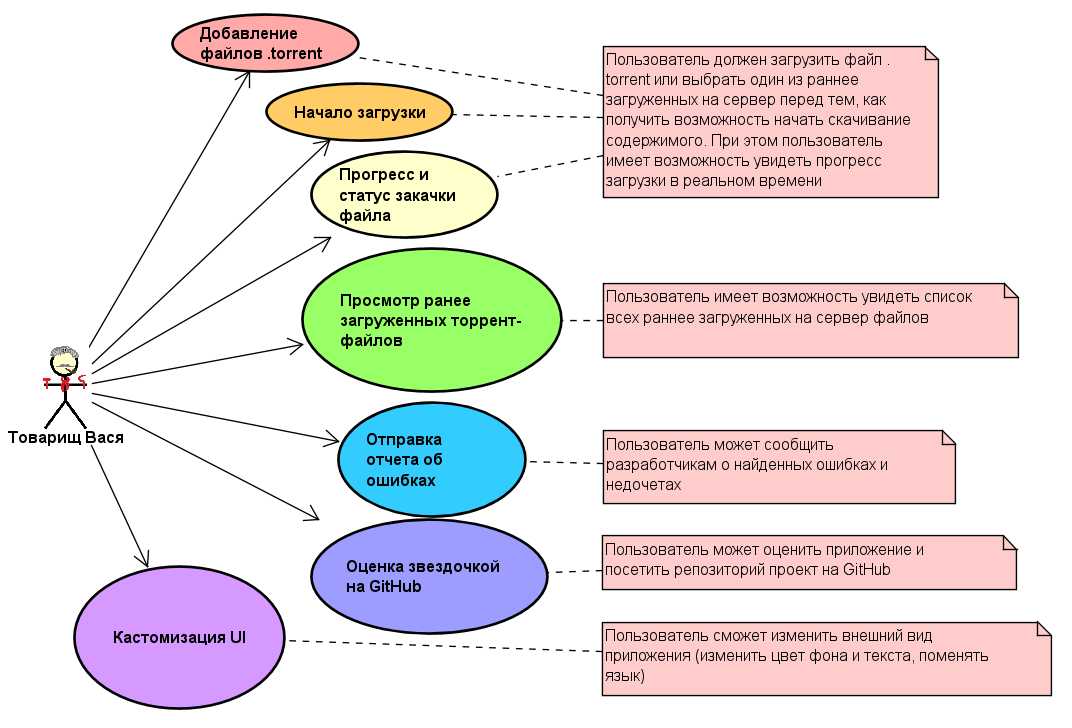 Добавление
файлов .torrent
Пользователь должен загрузить файл .
torrent или выбрать один из раннее
загруженных на сервер перед тем, как
получить возможность начать скачивание
содержимого. При этом пользователь
имеет возможность увидеть прогресс
загрузки в реальном времени
Начало загрузки
Прогресс и
статус закачки
файла
Просмотр ранее
загруженных торрент-
файлов
Пользователь имеет возможность увидеть список
всех раннее загруженных на сервер файлов
Товарищ Вася
Отправка
отчета об
ошибках
Пользователь может сообщить
разработчикам о найденных ошибках и
недочетах
Оценка звездочкой
на GitHub
Пользователь может оценить приложение и
посетить репозиторий проект на GitHub
Кастомизация UI
Пользователь сможет изменить внешний вид
приложения (изменить цвет фона и текста, поменять
язык)